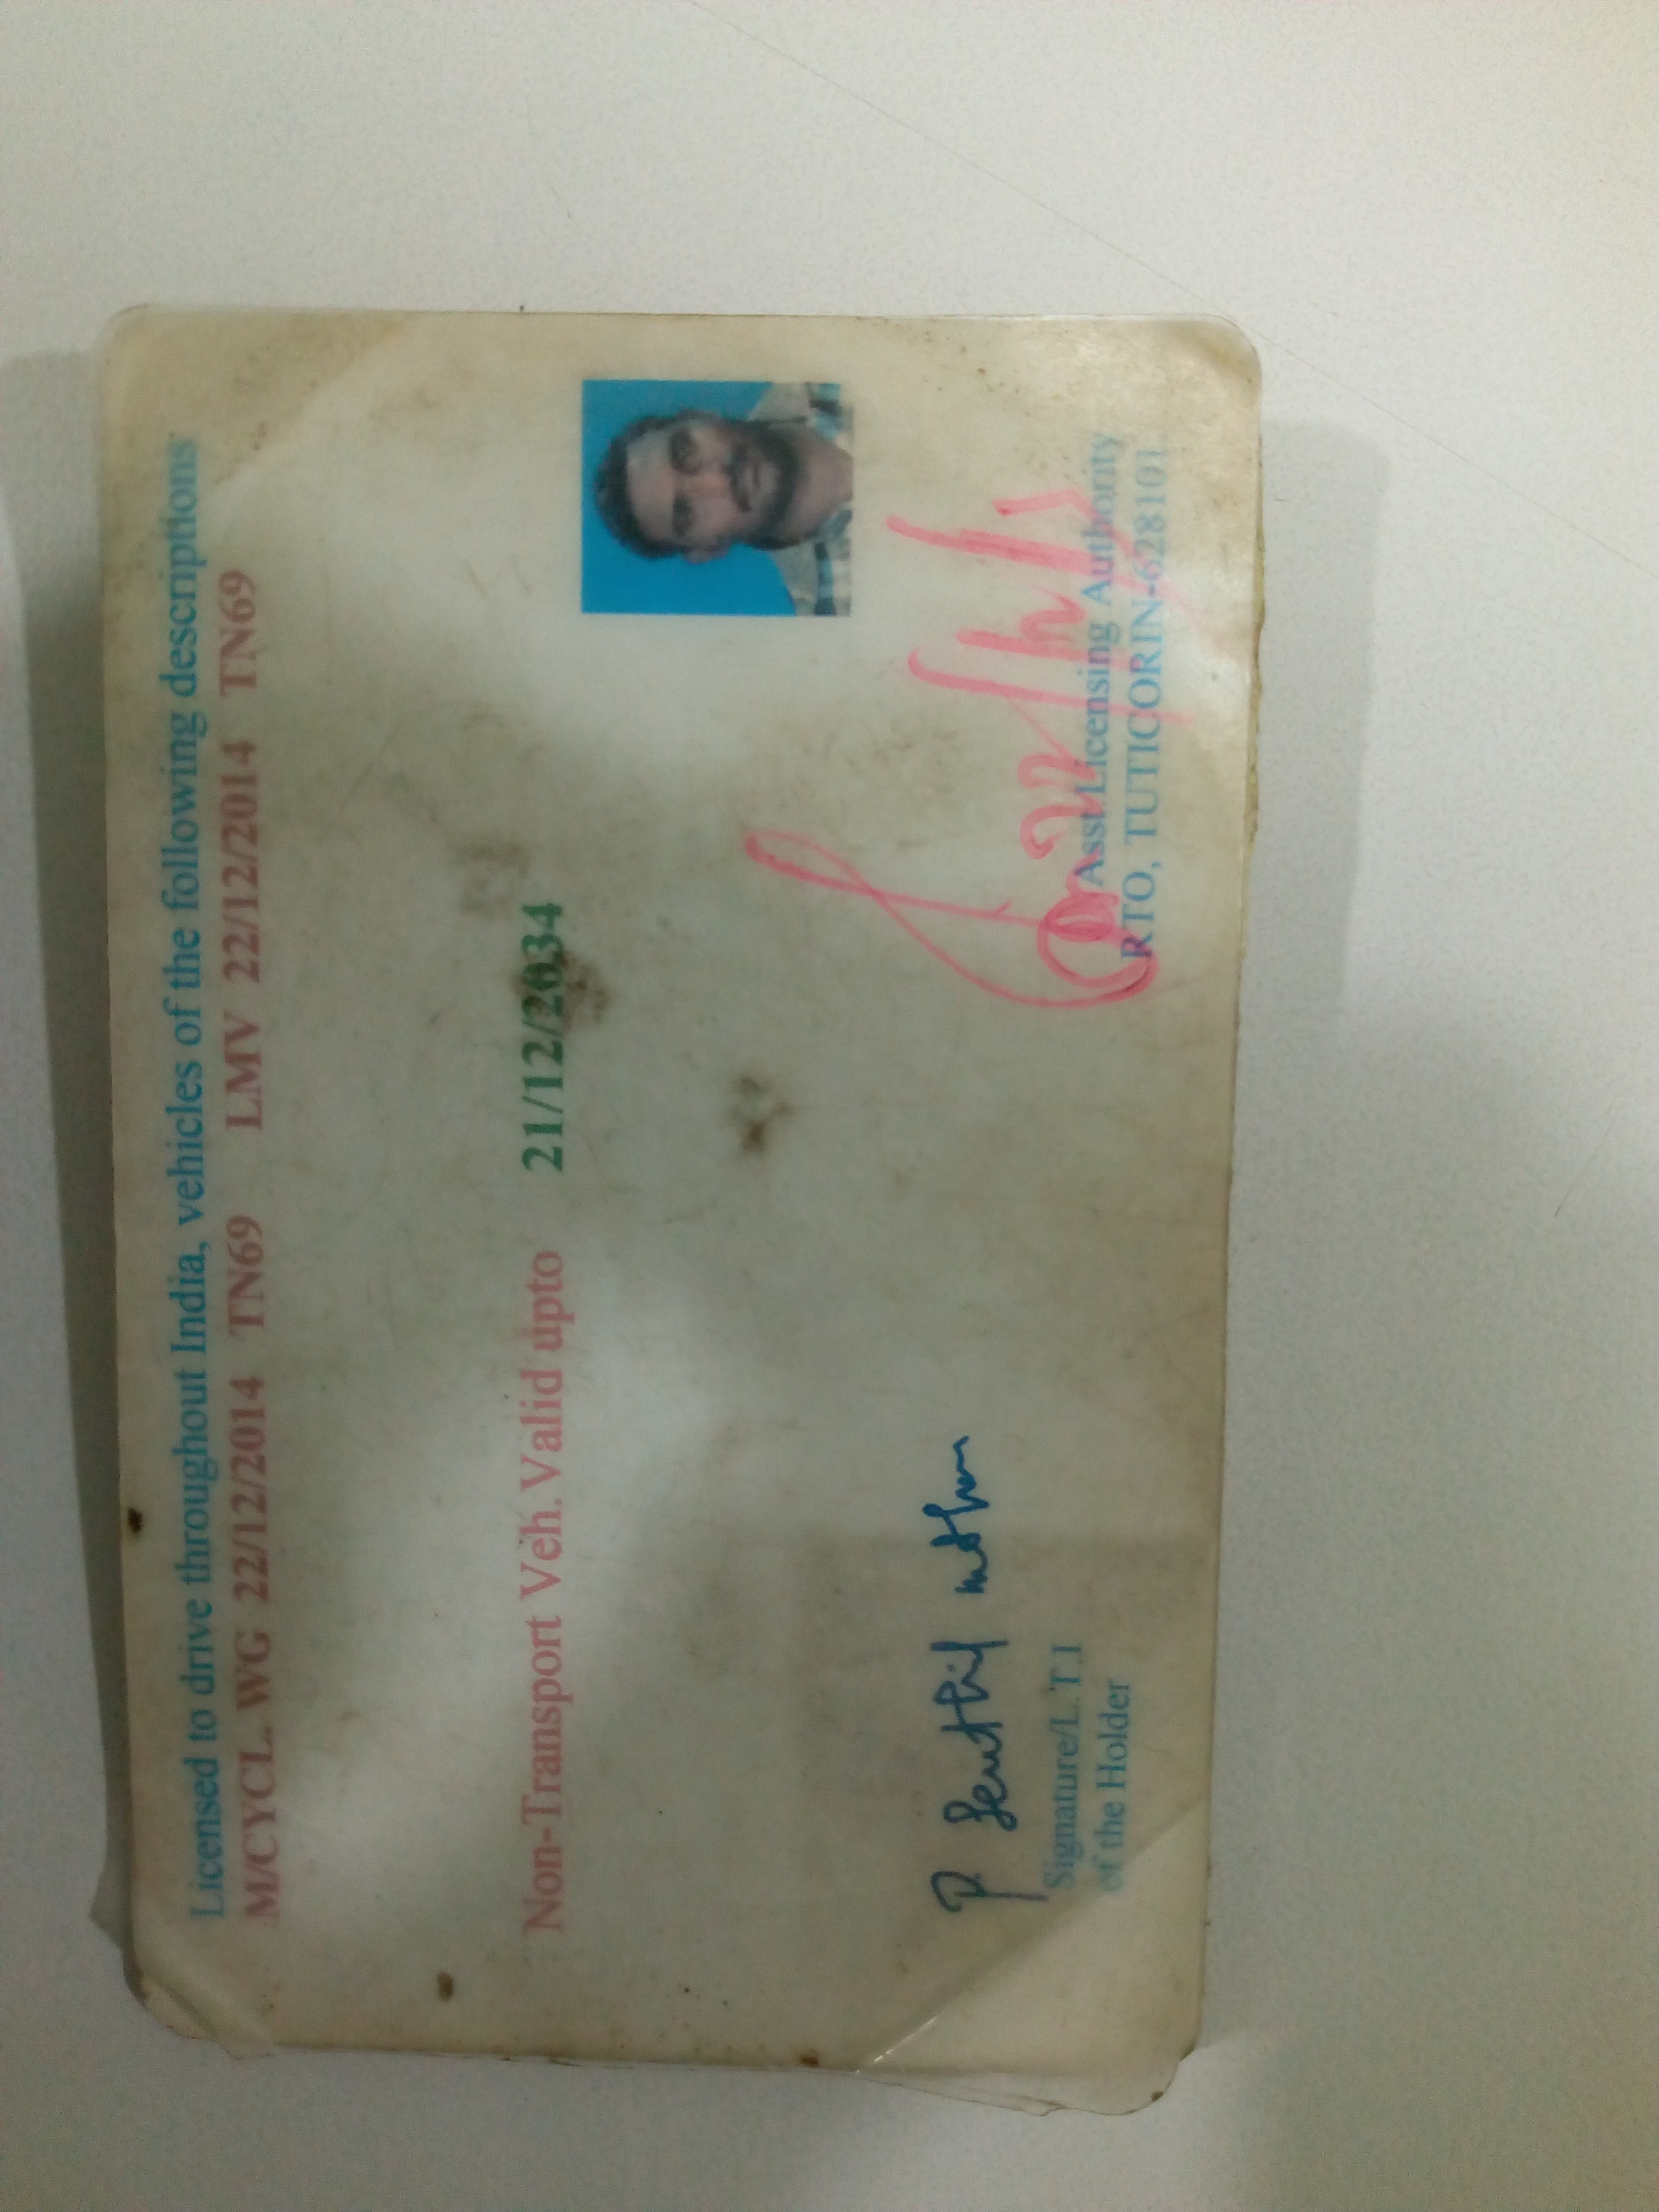 Licensed to drive throughout India, vehicles of the following descriptions
M/CYCL. WG 22/12/2014 TN69 LMV 22/12/2014 TN69
Non-Transport Veh. Valid upto 21/12/2034
P. Senthil
Signature/L.T.I
of the Holder
Asst Licensing Authority
RTO, TUTICORIN-628101